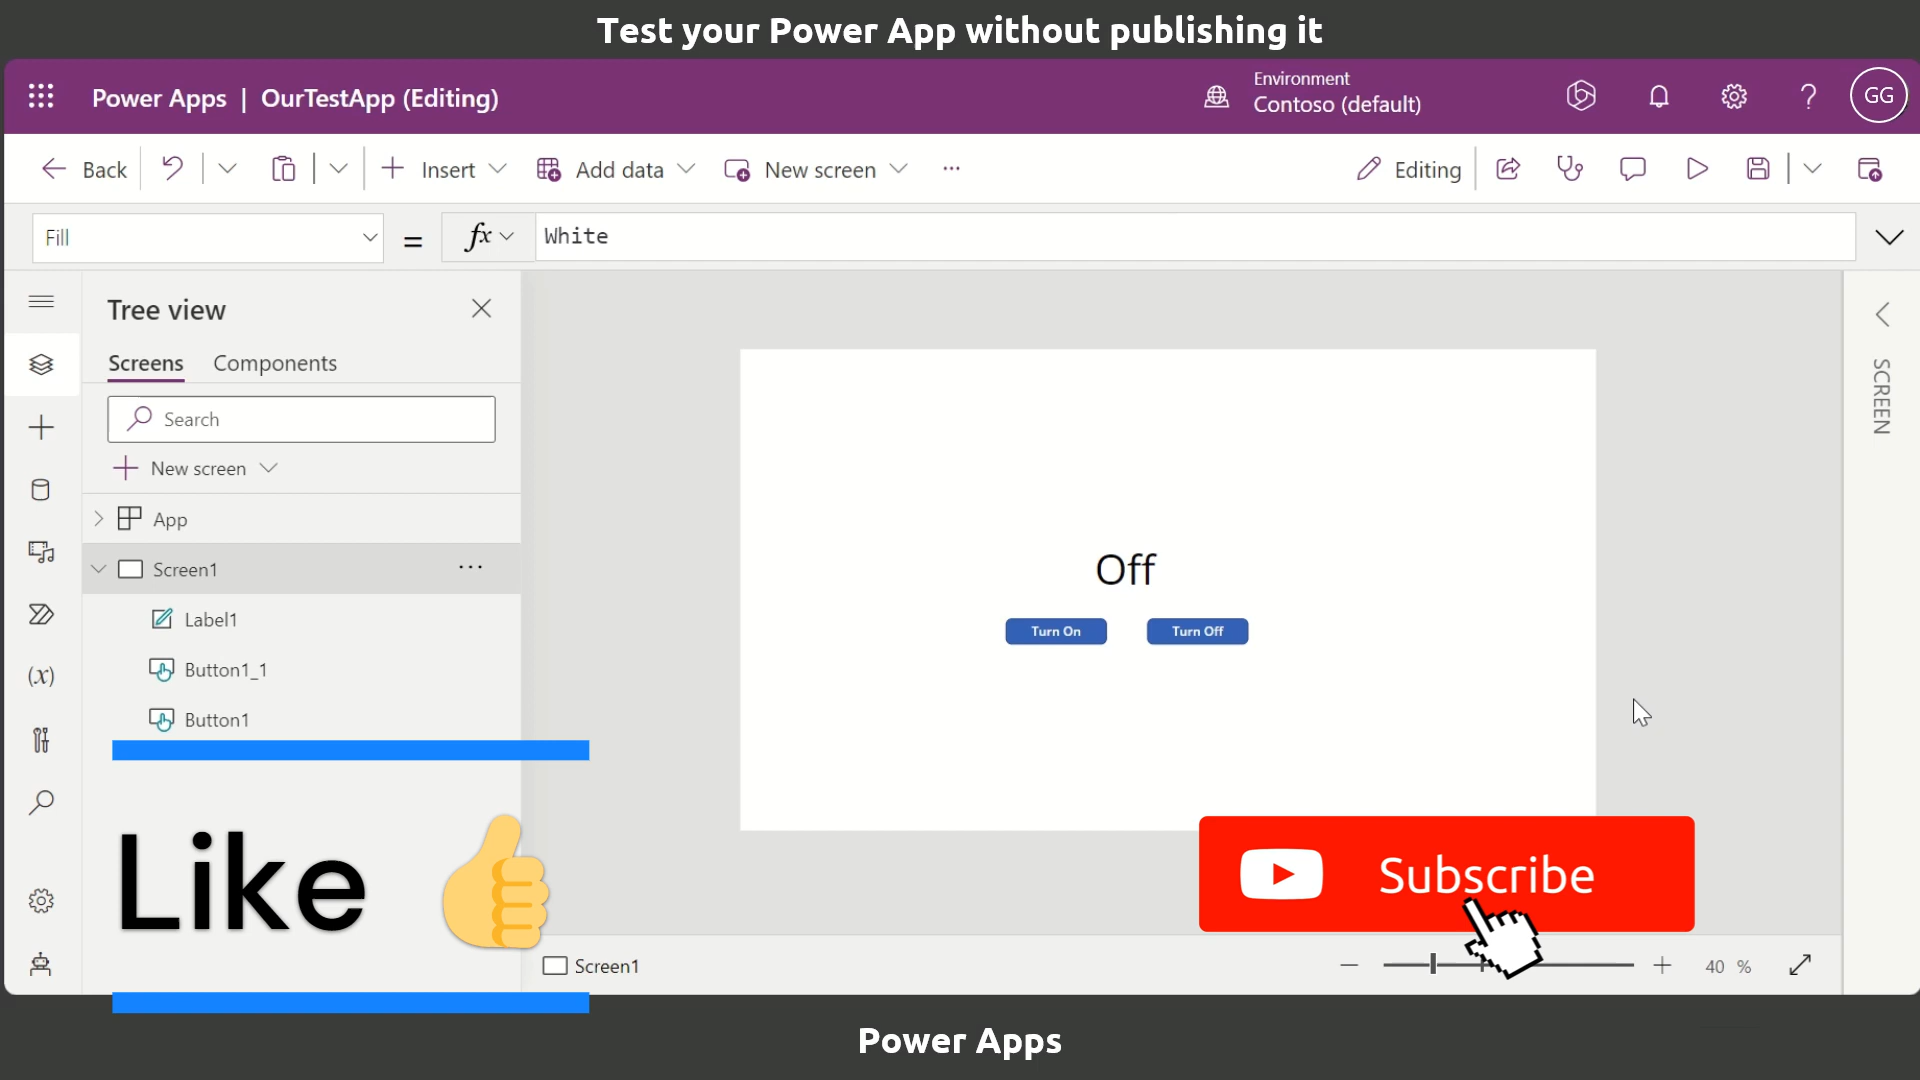 Test your Power App without publishing it
Power Apps | OurTestApp (Editing)
Environment
Contoso (default)
GG
Back
Insert
Add data
New screen
Editing
Fill
=
fx
White
Tree view
Screens
Components
Search
New screen
App
Screen1
Label1
Button1_1
Button1
(x)
SCREEN
Off
Turn On
Turn Off
Like
Subscribe
Screen1
40 %
Power Apps